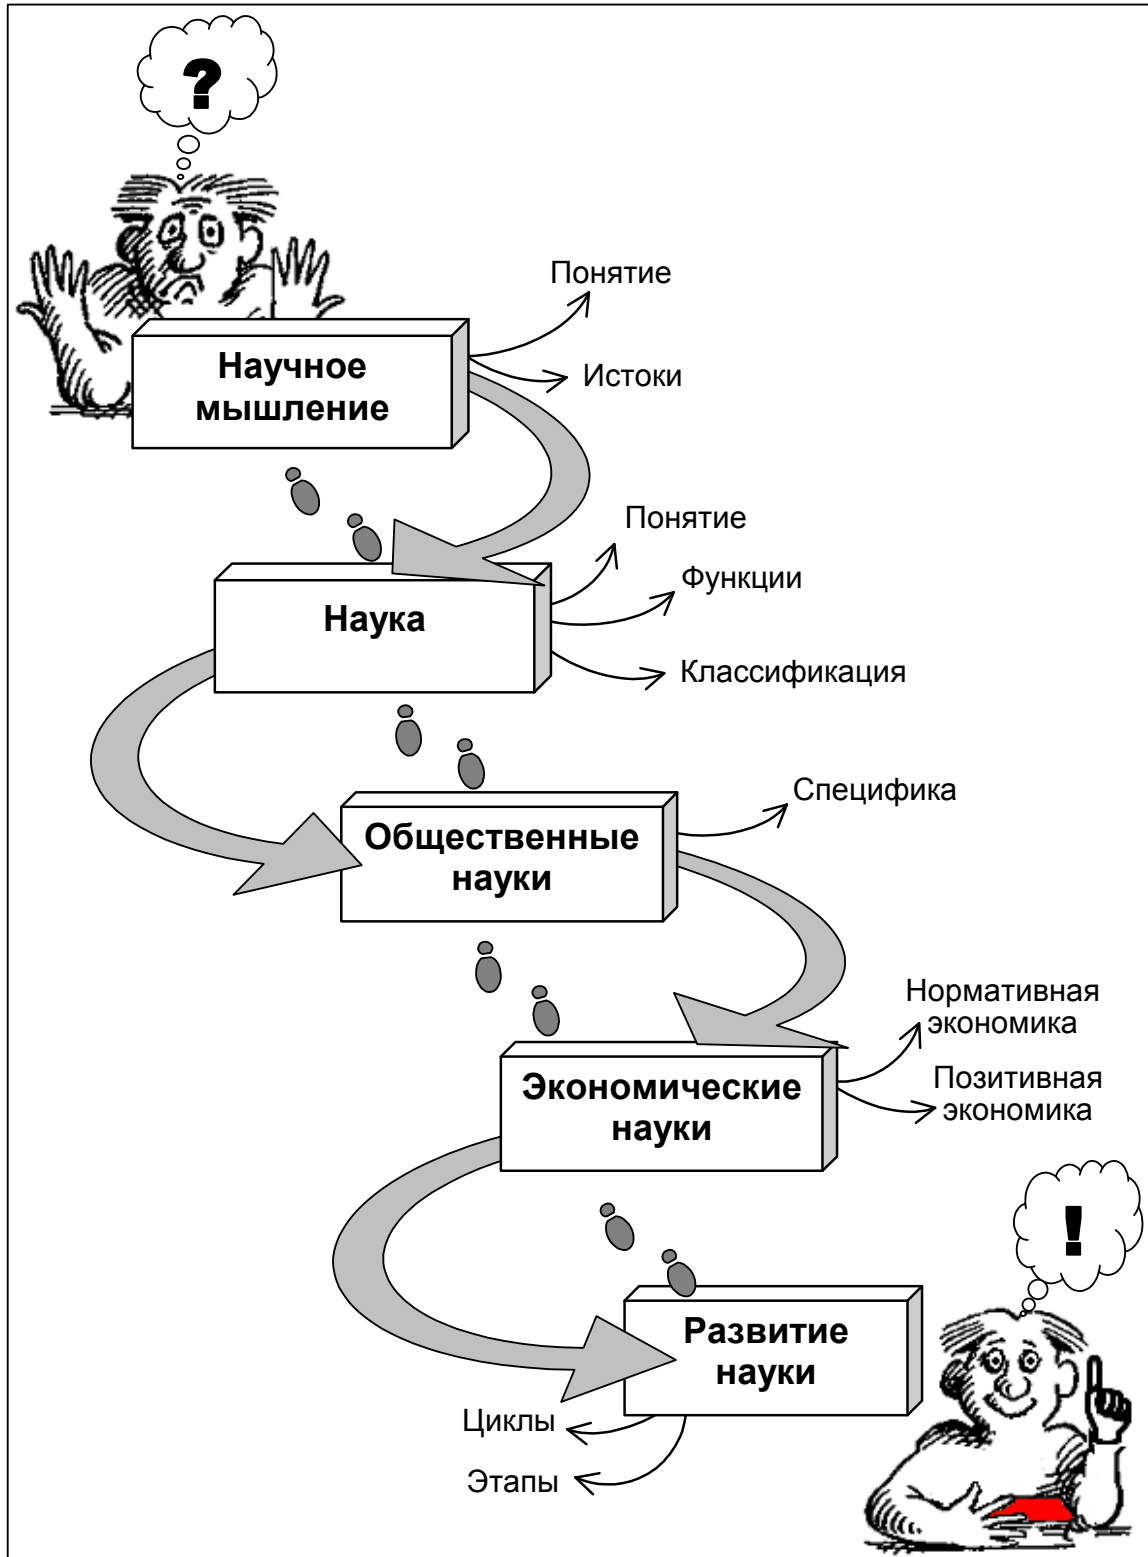 ?
Понятие
Научное
мышление
Истоки
Понятие
Функции
Наука
Классификация
Специфика
Общественные
науки
Нормативная
экономика
Позитивная
экономика
Экономические
науки
!
Развитие
науки
Циклы
Этапы